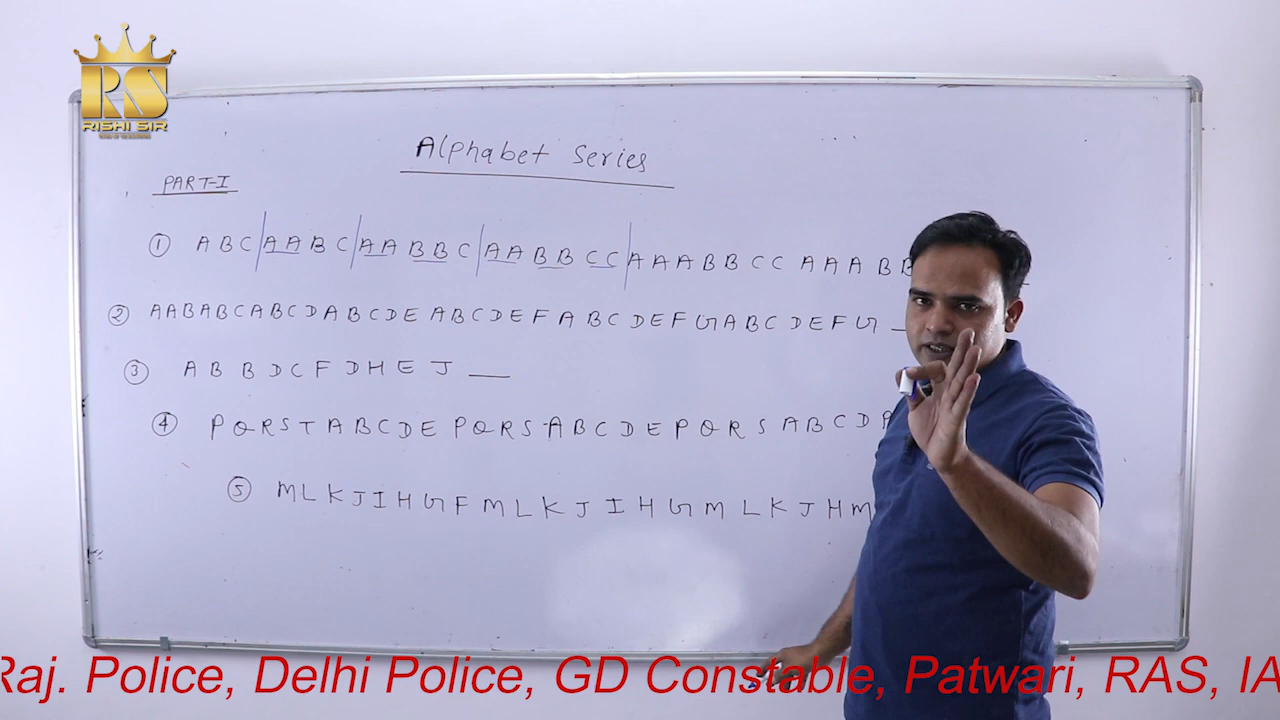 RS
RISHI SIR
Alphabet Series
PART-I
① A B C A A B C A A B B C A A B B C C A A A B B C C A A A B B
② A A B A B C A B C D A B C D E A B C D E F A B C D E F G A B C D E F G _
③ A B B D C F D H E J __
④ P Q R S T A B C D E P Q R S A B C D E P Q R S A B C D
⑤ M L K J I H G F M L K J I H G M L K J H M
Raj. Police, Delhi Police, GD Constable, Patwari, RAS, IA